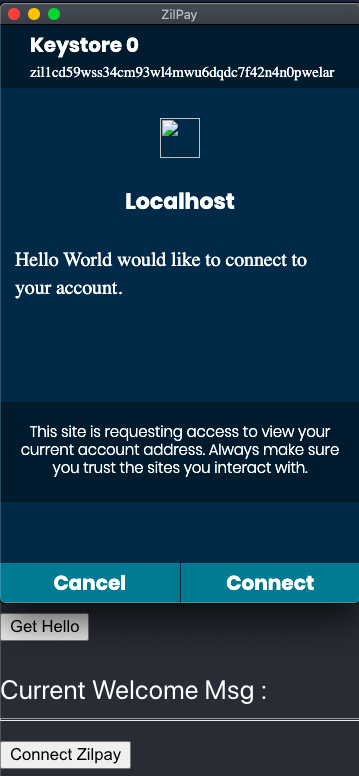 ZilPay
Keystore 0
zil1cd59wss34cm93wl4mwu6dqdc7f42n4n0pwelar
Localhost
Hello World would like to connect to
your account.
This site is requesting access to view your
current account address. Always make sure
you trust the sites you interact with.
Cancel
Connect
Get Hello
Current Welcome Msg :
Connect Zilpay